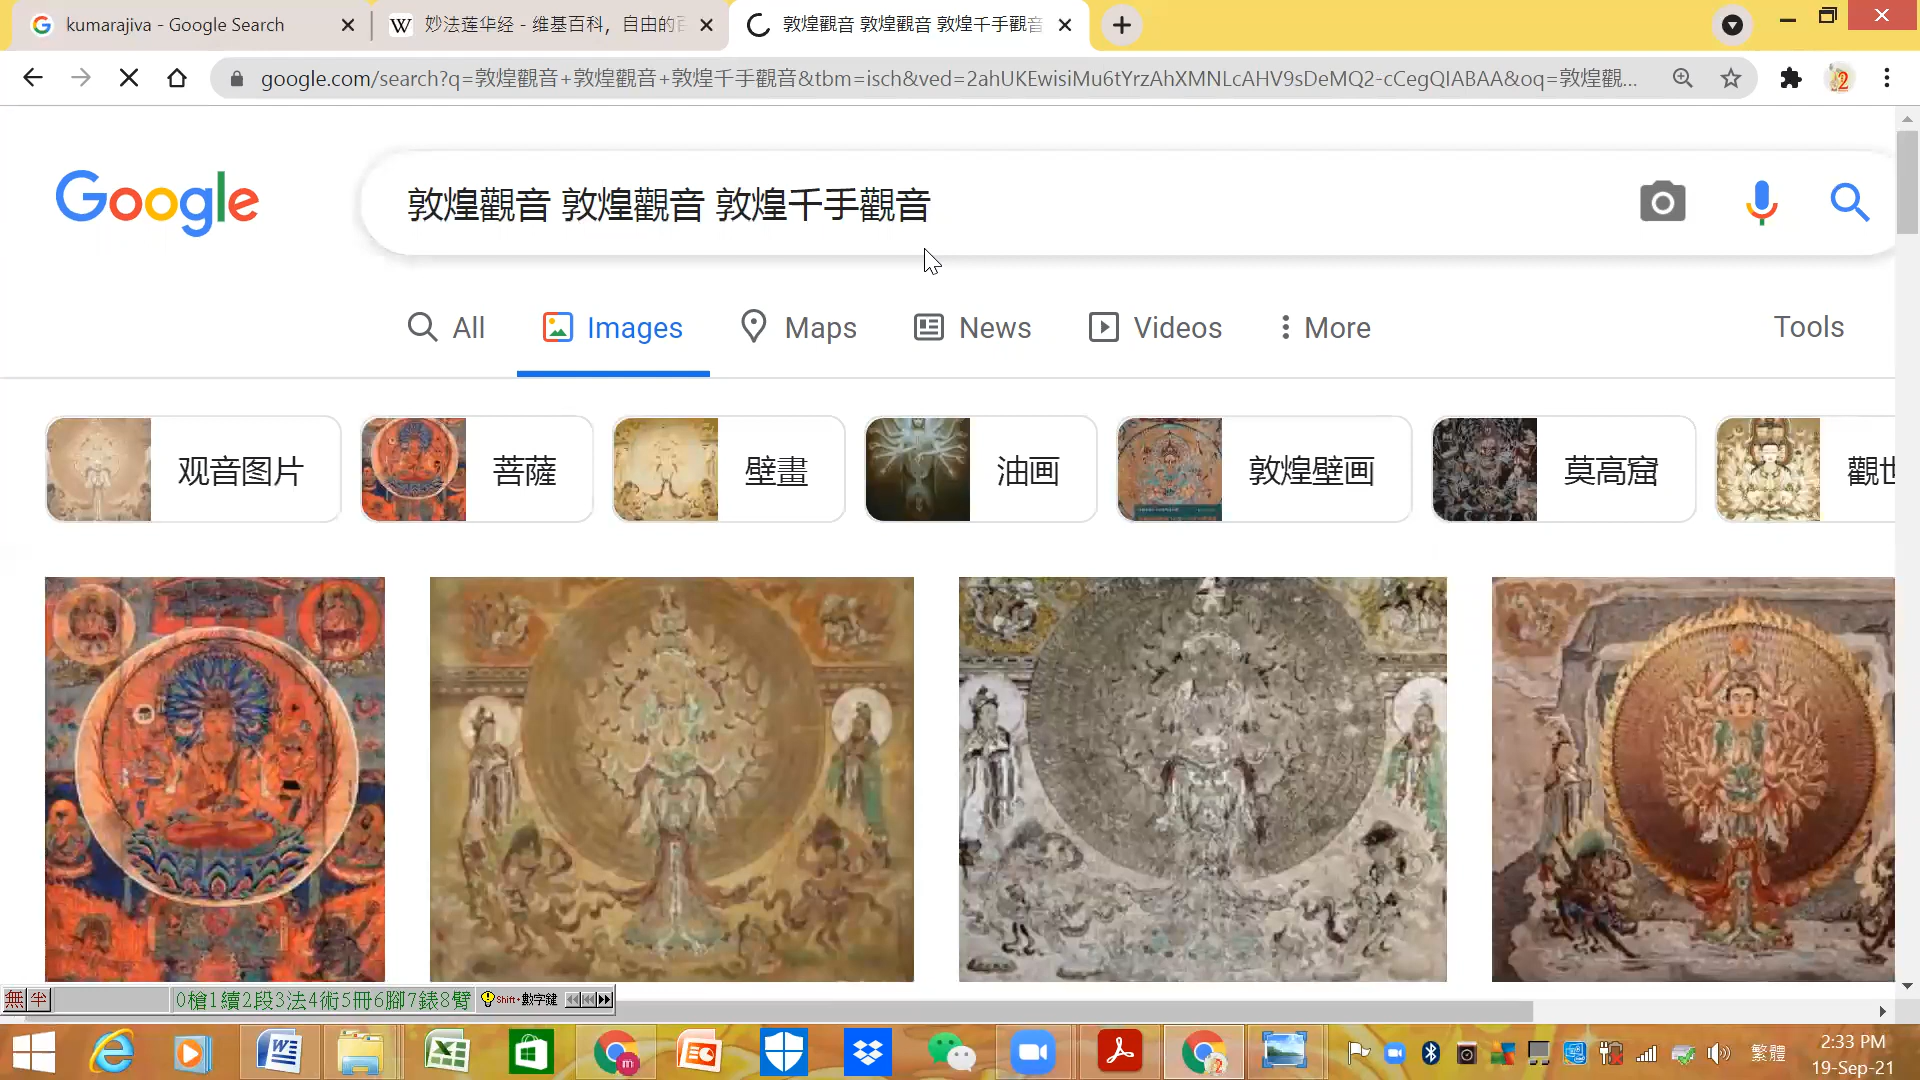 kumarajiva - Google Search
妙法莲华经 - 维基百科，自由的百
敦煌觀音 敦煌觀音 敦煌千手觀音
google.com/search?q=敦煌觀音+敦煌觀音+敦煌千手觀音&tbm=isch&ved=2ahUKEwisiMu6tYrzAhXMNLcAHV9sDeMQ2-cCegQIABAA&oq=敦煌觀...
Google
敦煌觀音 敦煌觀音 敦煌千手觀音
All
Images
Maps
News
Videos
More
Tools
观音图片
菩薩
壁畫
油画
敦煌壁画
莫高窟
觀世
無 半
0槍1續2段3法4術5冊6腳7錶8臂
Shift+數字鍵
繁體
2:33 PM
19-Sep-21